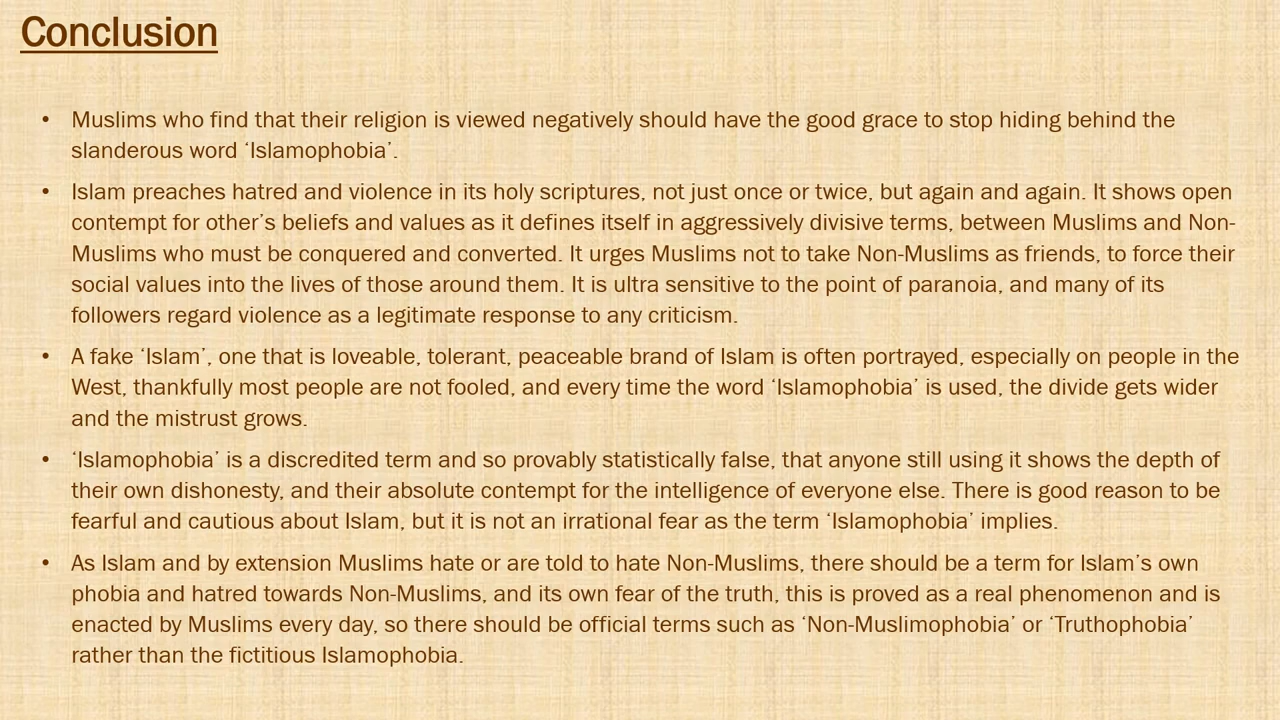 Conclusion
• Muslims who find that their religion is viewed negatively should have the good grace to stop hiding behind the
slanderous word ‘Islamophobia’.
• Islam preaches hatred and violence in its holy scriptures, not just once or twice, but again and again. It shows open
contempt for other’s beliefs and values as it defines itself in aggressively divisive terms, between Muslims and Non-
Muslims who must be conquered and converted. It urges Muslims not to take Non-Muslims as friends, to force their
social values into the lives of those around them. It is ultra sensitive to the point of paranoia, and many of its
followers regard violence as a legitimate response to any criticism.
• A fake ‘Islam’, one that is loveable, tolerant, peaceable brand of Islam is often portrayed, especially on people in the
West, thankfully most people are not fooled, and every time the word ‘Islamophobia’ is used, the divide gets wider
and the mistrust grows.
• ‘Islamophobia’ is a discredited term and so provably statistically false, that anyone still using it shows the depth of
their own dishonesty, and their absolute contempt for the intelligence of everyone else. There is good reason to be
fearful and cautious about Islam, but it is not an irrational fear as the term ‘Islamophobia’ implies.
• As Islam and by extension Muslims hate or are told to hate Non-Muslims, there should be a term for Islam’s own
phobia and hatred towards Non-Muslims, and its own fear of the truth, this is proved as a real phenomenon and is
enacted by Muslims every day, so there should be official terms such as ‘Non-Muslimophobia’ or ‘Truthophobia’
rather than the fictitious Islamophobia.